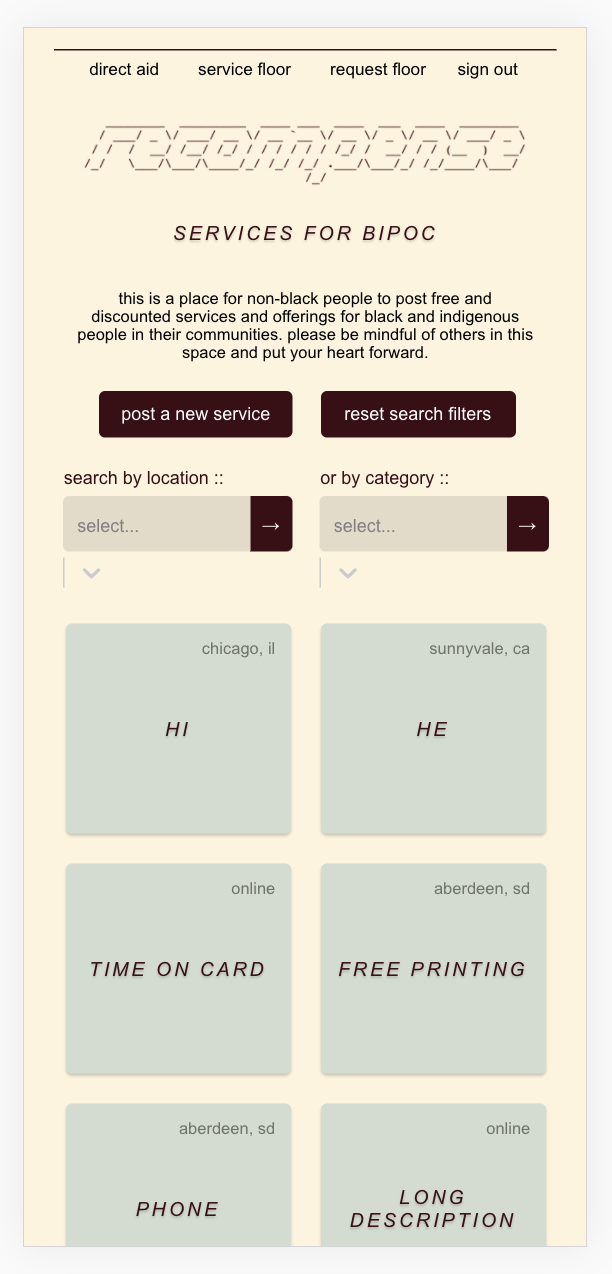 direct aid service floor request floor sign out
recompense
SERVICES FOR BIPOC
this is a place for non-black people to post free and
discounted services and offerings for black and indigenous
people in their communities. please be mindful of others in this
space and put your heart forward.
post a new service reset search filters
search by location :: or by category ::
select... → select... →
chicago, il sunnyvale, ca
HI HE
online aberdeen, sd
TIME ON CARD FREE PRINTING
aberdeen, sd online
PHONE LONG
DESCRIPTION